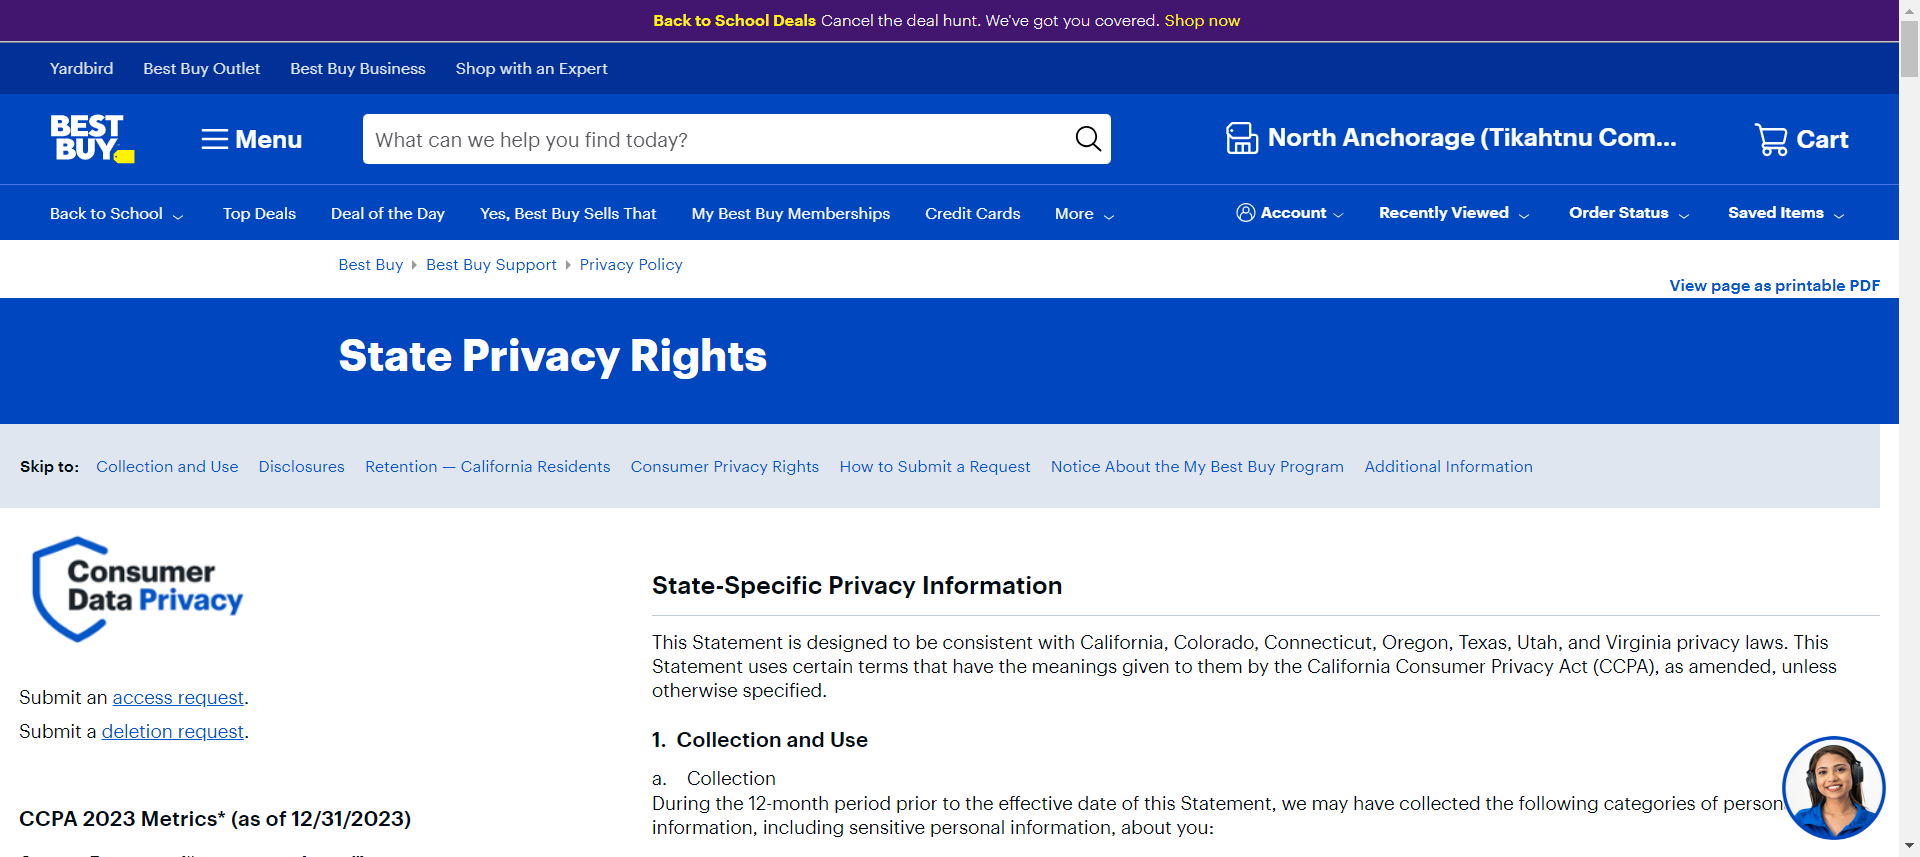 Back to School Deals Cancel the deal hunt. We've got you covered. Shop now
Yardbird Best Buy Outlet Best Buy Business Shop with an Expert
BEST
BUY
Menu
What can we help you find today?
North Anchorage (Tikahtnu Com...
Cart
Back to School Top Deals Deal of the Day Yes, Best Buy Sells That My Best Buy Memberships Credit Cards More Account Recently Viewed Order Status Saved Items
Best Buy Best Buy Support Privacy Policy
View page as printable PDF
State Privacy Rights
Skip to: Collection and Use Disclosures Retention — California Residents Consumer Privacy Rights How to Submit a Request Notice About the My Best Buy Program Additional Information
Consumer
Data Privacy
Submit an access request.
Submit a deletion request.
CCPA 2023 Metrics* (as of 12/31/2023)
State-Specific Privacy Information
This Statement is designed to be consistent with California, Colorado, Connecticut, Oregon, Texas, Utah, and Virginia privacy laws. This
Statement uses certain terms that have the meanings given to them by the California Consumer Privacy Act (CCPA), as amended, unless
otherwise specified.
1. Collection and Use
a. Collection
During the 12-month period prior to the effective date of this Statement, we may have collected the following categories of person
information, including sensitive personal information, about you: